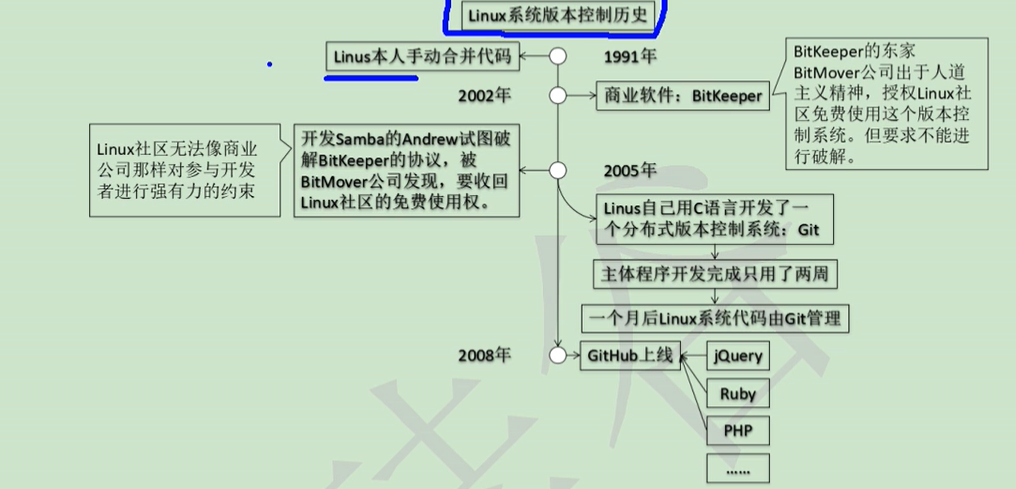 Linux系统版本控制历史
Linus本人手动合并代码
1991年
BitKeeper的东家
BitMover公司出于人道
主义精神，授权Linux社
区免费使用这个版本控
制系统。但要求不能进
行破解。
2002年
商业软件：BitKeeper
Linux社区无法像商业
公司那样对参与开发
者进行强有力的约束
开发Samba的Andrew试图破
解BitKeeper的协议，被
BitMover公司发现，要收回
Linux社区的免费使用权。
2005年
Linus自己用C语言开发了一
个分布式版本控制系统：Git
主体程序开发完成只用了两周
一个月后Linux系统代码由Git管理
2008年
GitHub上线
jQuery
Ruby
PHP
……